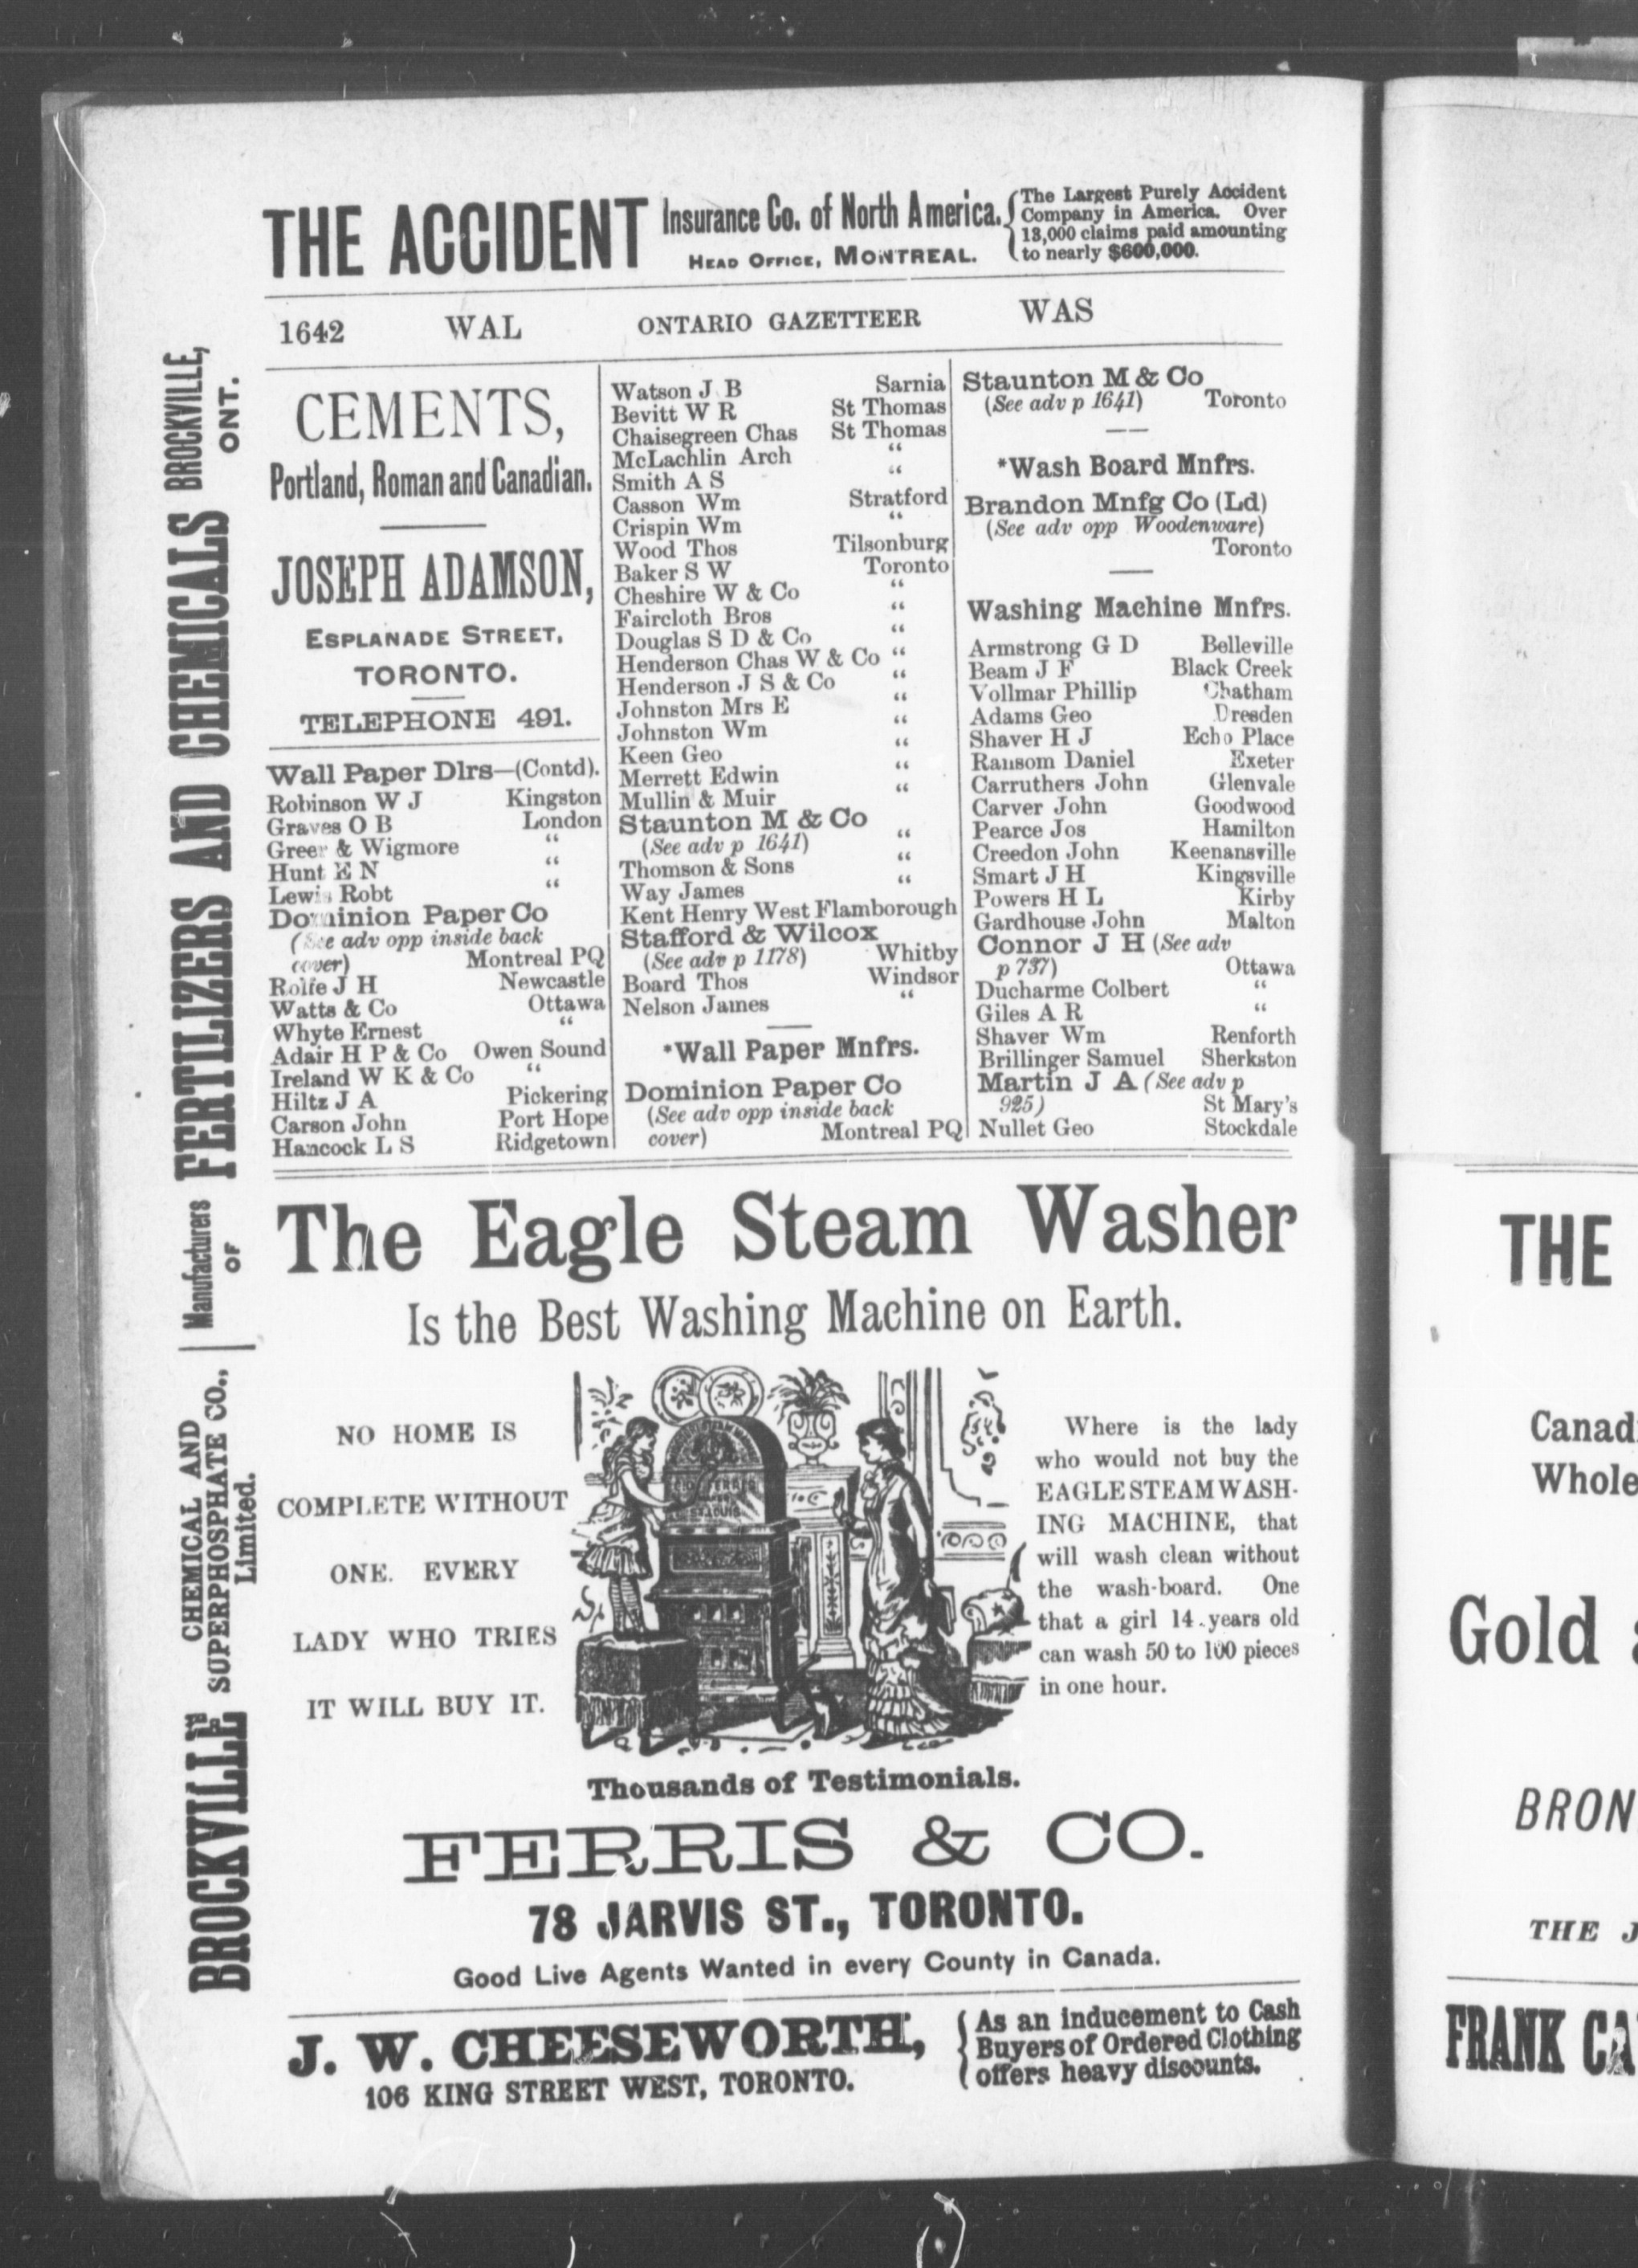 THE ACCIDENT Insurance Co. of North America.
HEAD OFFICE, MONTREAL.
The Largest Purely Accident
Company in America. Over
13,000 claims paid amounting
to nearly $600,000.
1642 WAL ONTARIO GAZETTEER WAS
BROCKVILLE CHEMICAL AND
SUPERPHOSPHATE CO.,
Limited.
Manufacturers
OF
FERTILIZERS AND CHEMICALS BROCKVILLE,
ONT.
CEMENTS,
Portland, Roman and Canadian.
JOSEPH ADAMSON,
ESPLANADE STREET,
TORONTO.
TELEPHONE 491.
Wall Paper Dlrs—(Contd).
Robinson W J Kingston
Graves O B London
Greer & Wigmore "
Hunt E N "
Lewis Robt "
Dominion Paper Co
(See adv opp inside back
cover) Montreal PQ
Rolfe J H Newcastle
Watts & Co Ottawa
Whyte Ernest "
Adair H P & Co Owen Sound
Ireland W K & Co "
Hiltz J A Pickering
Carson John Port Hope
Hancock L S Ridgetown
Watson J B Sarnia
Bevitt W R St Thomas
Chaisegreen Chas St Thomas
McLachlin Arch "
Smith A S "
Casson Wm Stratford
Crispin Wm "
Wood Thos Tilsonburg
Baker S W Toronto
Cheshire W & Co "
Faircloth Bros "
Douglas S D & Co "
Henderson Chas W & Co "
Henderson J S & Co "
Johnston Mrs E "
Johnston Wm "
Keen Geo "
Merrett Edwin "
Mullin & Muir "
Staunton M & Co
(See adv p 1641) "
Thomson & Sons "
Way James "
Kent Henry West Flamborough
Stafford & Wilcox
(See adv p 1178) Whitby
Board Thos Windsor
Nelson James "
*Wall Paper Mnfrs.
Dominion Paper Co
(See adv opp inside back
cover) Montreal PQ
Staunton M & Co
(See adv p 1641) Toronto
*Wash Board Mnfrs.
Brandon Mnfg Co (Ld)
(See adv opp Woodenware)
Toronto
Washing Machine Mnfrs.
Armstrong G D Belleville
Beam J F Black Creek
Vollmar Phillip Chatham
Adams Geo Dresden
Shaver H J Echo Place
Ransom Daniel Exeter
Carruthers John Glenvale
Carver John Goodwood
Pearce Jos Hamilton
Creedon John Keenansville
Smart J H Kingsville
Powers H L Kirby
Gardhouse John Malton
Connor J H (See adv
p 737) Ottawa
Ducharme Colbert "
Giles A R "
Shaver Wm Renforth
Brillinger Samuel Sherkston
Martin J A (See adv p
925) St Mary's
Nullet Geo Stockdale
The Eagle Steam Washer
Is the Best Washing Machine on Earth.
NO HOME IS
COMPLETE WITHOUT
ONE. EVERY
LADY WHO TRIES
IT WILL BUY IT.
Where is the lady
who would not buy the
EAGLE STEAM WASH-
ING MACHINE, that
will wash clean without
the wash-board. One
that a girl 14 years old
can wash 50 to 100 pieces
in one hour.
Thousands of Testimonials.
FERRIS & CO.
78 JARVIS ST., TORONTO.
Good Live Agents Wanted in every County in Canada.
J. W. CHEESEWORTH,
106 KING STREET WEST, TORONTO.
As an inducement to Cash
Buyers of Ordered Clothing
offers heavy discounts.
THE
Canad
Whole
Gold
BRON
THE J
FRANK CA